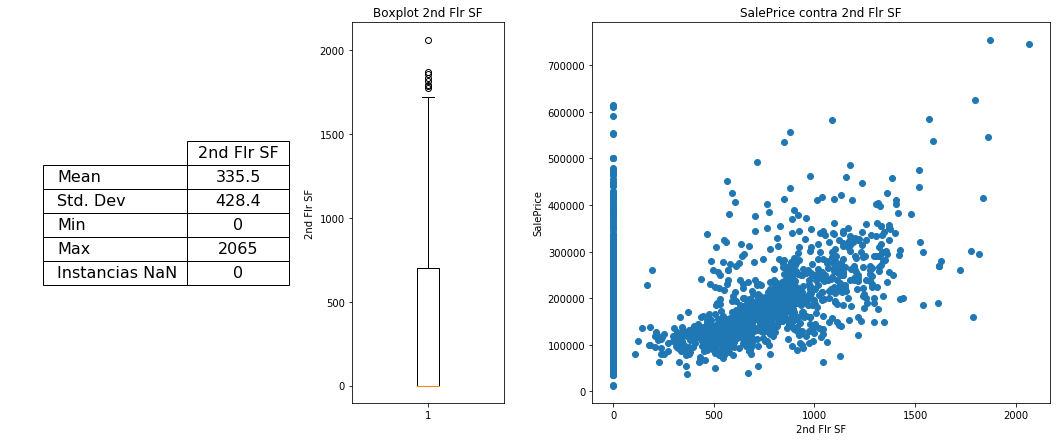 2nd Flr SF
Mean 335.5
Std. Dev 428.4
Min 0
Max 2065
Instancias NaN 0
Boxplot 2nd Flr SF
2nd Flr SF
2000
1500
1000
500
0
1
SalePrice contra 2nd Flr SF
SalePrice
700000
600000
500000
400000
300000
200000
100000
0
0 500 1000 1500 2000
2nd Flr SF